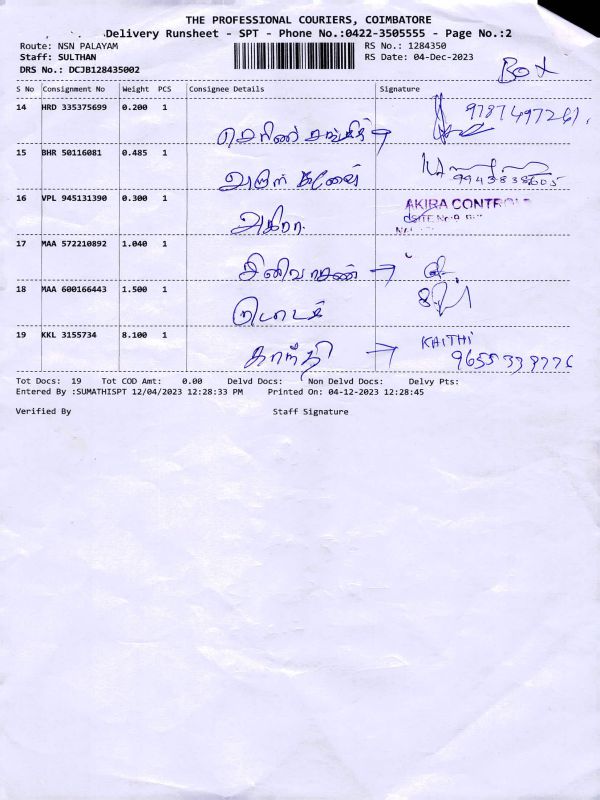 THE PROFESSIONAL COURIERS, COIMBATORE
Delivery Runsheet - SPT - Phone No.:0422-3505555 - Page No.:2
Route: NSN PALAYAM
RS No.: 1284350
Staff: SULTHAN
RS Date: 04-Dec-2023
DRS No.: DCJB128435002
Box
S No Consignment No Weight PCS Consignee Details Signature
14 HRD 335375699 0.200 1
9787497261
15 BHR 50116081 0.485 1
அருள்
9943838605
16 VPL 945131390 0.300 1
அகிரா
AKIRA CONTROLS
17 MAA 572210892 1.040 1
சீனிவாசன்
18 MAA 600166443 1.500 1
19 KKL 3155734 8.100 1
காந்தி
KHITHI
9655339776
Tot Docs: 19 Tot COD Amt: 0.00 Delvd Docs: Non Delvd Docs: Delvy Pts:
Entered By :SUMATHISPT 12/04/2023 12:28:33 PM Printed On: 04-12-2023 12:28:45
Verified By Staff Signature